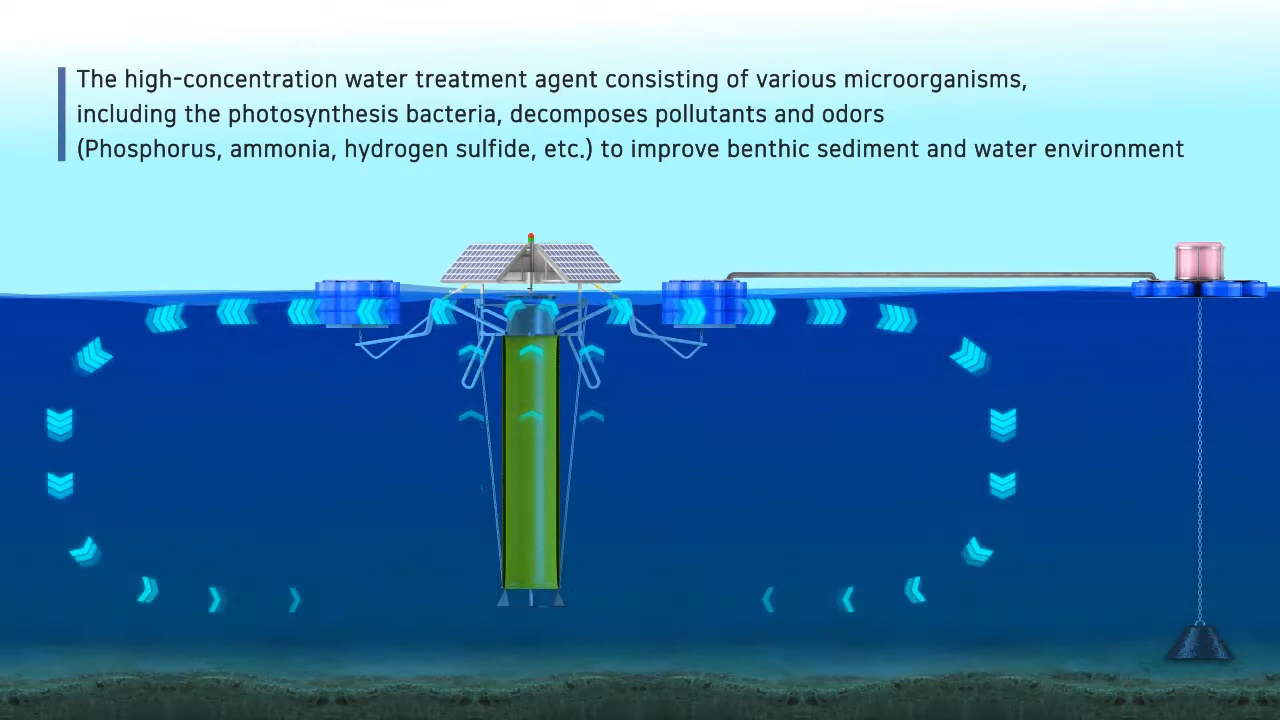 The high-concentration water treatment agent consisting of various microorganisms,
including the photosynthesis bacteria, decomposes pollutants and odors
(Phosphorus, ammonia, hydrogen sulfide, etc.) to improve benthic sediment and water environment